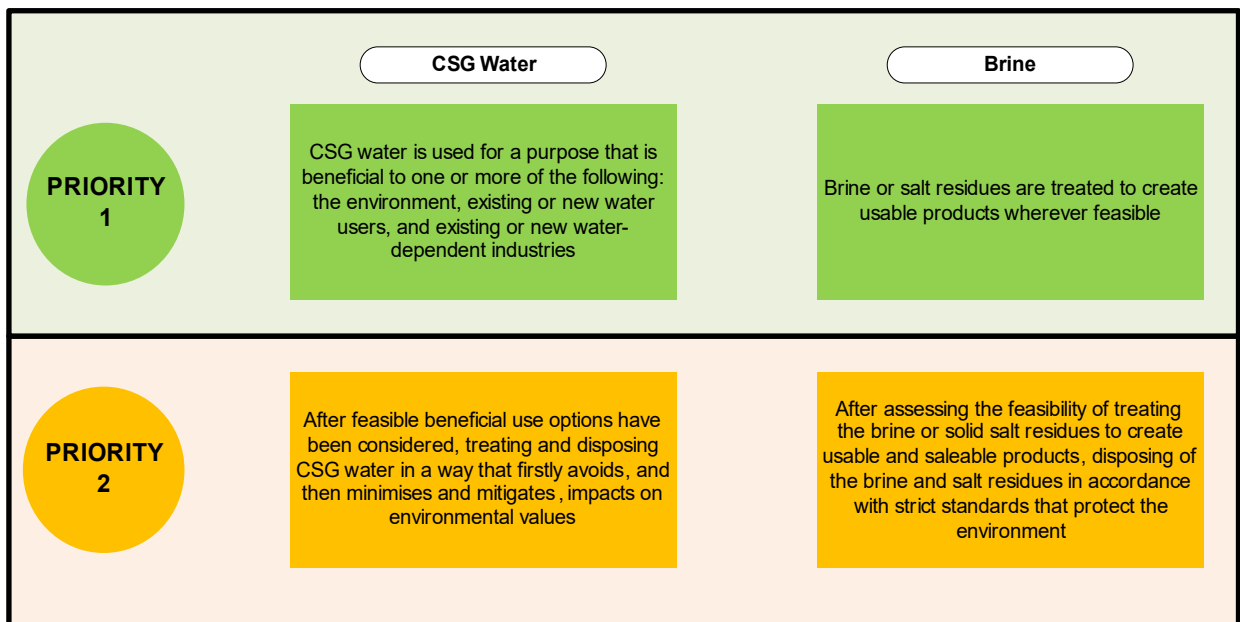 CSG Water
Brine
PRIORITY
1
CSG water is used for a purpose that is
beneficial to one or more of the following:
the environment, existing or new water
users, and existing or new water-
dependent industries
Brine or salt residues are treated to create
usable products wherever feasible
PRIORITY
2
After feasible beneficial use options have
been considered, treating and disposing
CSG water in a way that firstly avoids, and
then minimises and mitigates, impacts on
environmental values
After assessing the feasibility of treating
the brine or solid salt residues to create
usable and saleable products, disposing of
the brine and salt residues in accordance
with strict standards that protect the
environment